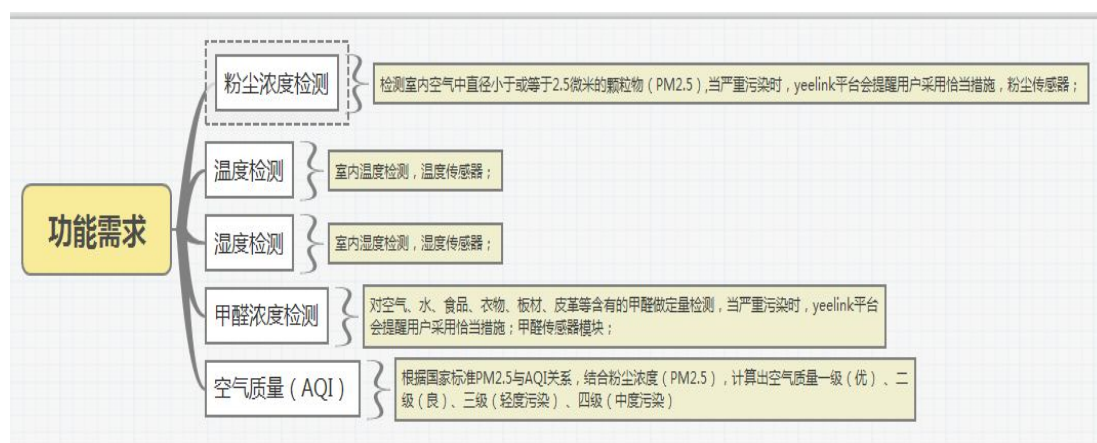 粉尘浓度检测
检测室内空气中直径小于或等于2.5微米的颗粒物（PM2.5）,当严重污染时，yeelink平台会提醒用户采用恰当措施，粉尘传感器；
温度检测
室内温度检测，温度传感器；
功能需求
湿度检测
室内湿度检测，湿度传感器；
甲醛浓度检测
对空气、水、食品、衣物、板材、皮革等含有的甲醛做定量检测，当严重污染时，yeelink平台
会提醒用户采用恰当措施；甲醛传感器模块；
空气质量（AQI）
根据国家标准PM2.5与AQI关系，结合粉尘浓度（PM2.5），计算出空气质量一级（优）、二
级（良）、三级（轻度污染）、四级（中度污染）